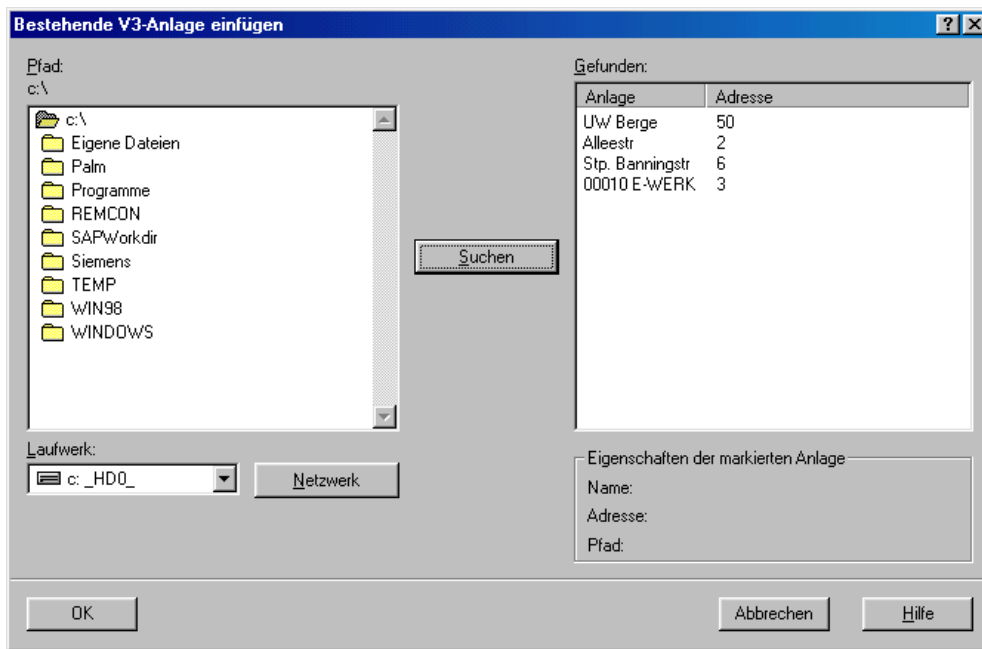 Bestehende V3-Anlage einfügen
Pfad:
c:\
c:\
Eigene Dateien
Palm
Programme
REMCON
SAPWorkdir
Siemens
TEMP
WIN98
WINDOWS
Laufwerk:
c: _HD0_
Netzwerk
Suchen
Gefunden:
Anlage Adresse
UW Berge 50
Alleestr 2
Stp. Banningstr 6
00010 E-WERK 3
Eigenschaften der markierten Anlage
Name:
Adresse:
Pfad:
OK
Abbrechen
Hilfe